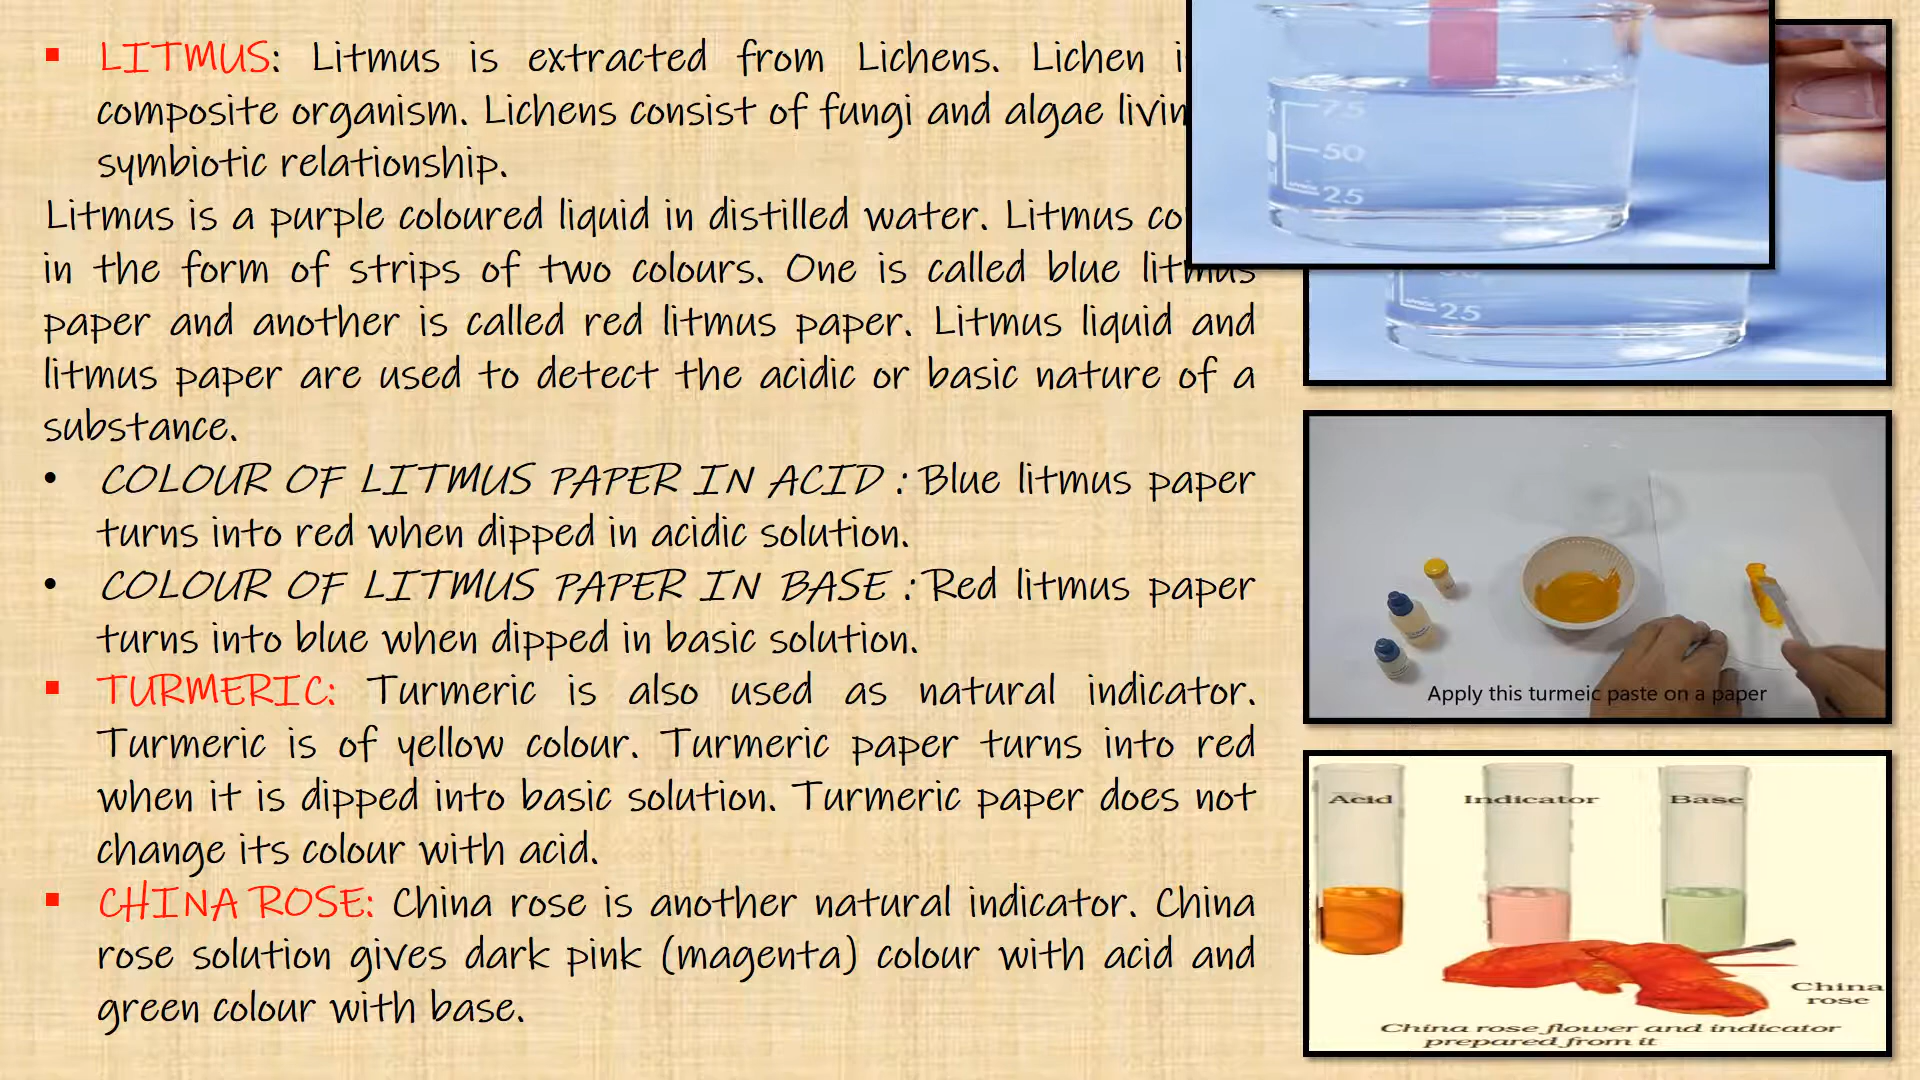 LITMUS: Litmus is extracted from Lichens. Lichen
composite organism. Lichens consist of fungi and algae
symbiotic relationship.
Litmus is a purple coloured liquid in distilled water. Litmus
in the form of strips of two colours. One is called blue litmus
paper and another is called red litmus paper. Litmus liquid and
litmus paper are used to detect the acidic or basic nature of a
substance.
• COLOUR OF LITMUS PAPER IN ACID : Blue litmus paper
turns into red when dipped in acidic solution.
• COLOUR OF LITMUS PAPER IN BASE : Red litmus paper
turns into blue when dipped in basic solution.
TURMERIC: Turmeric is also used as natural indicator.
Turmeric is of yellow colour. Turmeric paper turns into red
when it is dipped into basic solution. Turmeric paper does not
change its colour with acid.
CHINA ROSE: China rose is another natural indicator. China
rose solution gives dark pink (magenta) colour with acid and
green colour with base.
75
50
25
25
Apply this turmeic paste on a paper
Acid Indicator Base
China
rose
China rose flower and indicator
prepared from it